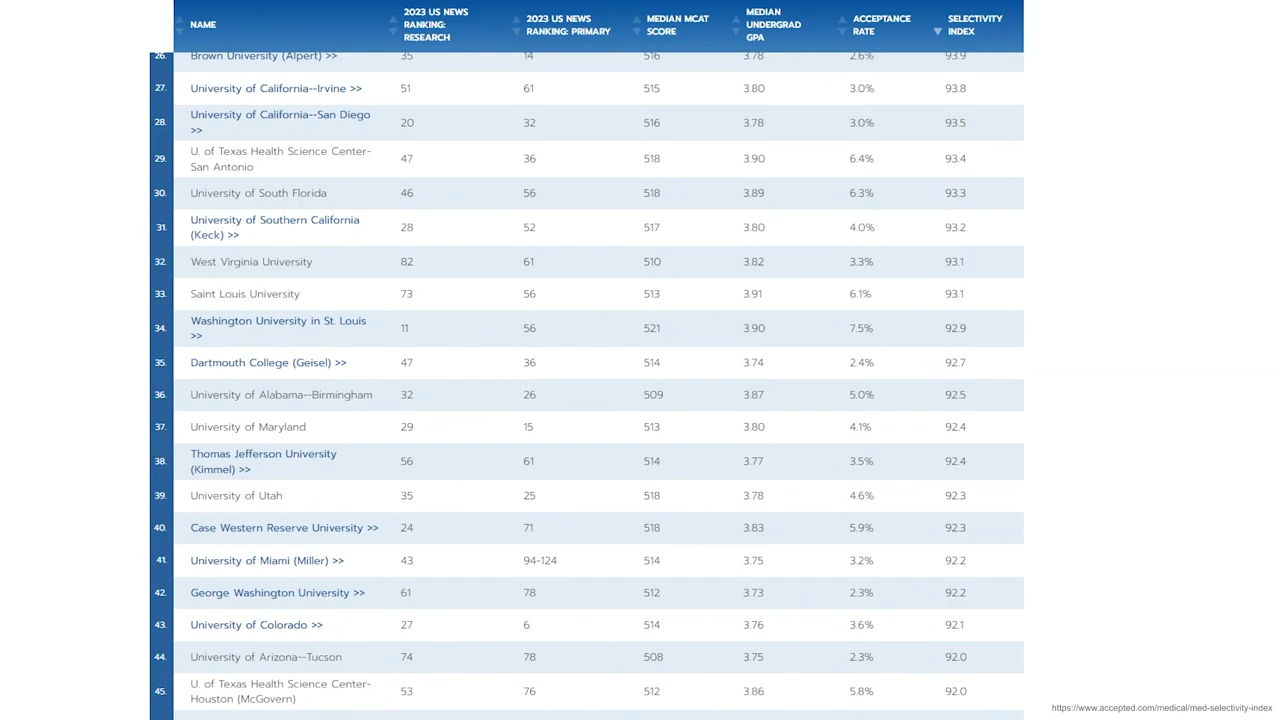 NAME 2023 US NEWS RANKING: RESEARCH 2023 US NEWS RANKING: PRIMARY MEDIAN MCAT SCORE MEDIAN UNDERGRAD GPA ACCEPTANCE RATE SELECTIVITY INDEX
26. Brown University (Alpert) >> 35 14 516 3.78 2.6% 93.9
27. University of California--Irvine >> 51 61 515 3.80 3.0% 93.8
28. University of California--San Diego >> 20 32 516 3.78 3.0% 93.5
29. U. of Texas Health Science Center-San Antonio 47 36 518 3.90 6.4% 93.4
30. University of South Florida 46 56 518 3.89 6.3% 93.3
31. University of Southern California (Keck) >> 28 52 517 3.80 4.0% 93.2
32. West Virginia University 82 61 510 3.82 3.3% 93.1
33. Saint Louis University 73 56 513 3.91 6.1% 93.1
34. Washington University in St. Louis >> 11 56 521 3.90 7.5% 92.9
35. Dartmouth College (Geisel) >> 47 36 514 3.74 2.4% 92.7
36. University of Alabama--Birmingham 32 26 509 3.87 5.0% 92.5
37. University of Maryland 29 15 513 3.80 4.1% 92.4
38. Thomas Jefferson University (Kimmel) >> 56 61 514 3.77 3.5% 92.4
39. University of Utah 35 25 518 3.78 4.6% 92.3
40. Case Western Reserve University >> 24 71 518 3.83 5.9% 92.3
41. University of Miami (Miller) >> 43 94-124 514 3.75 3.2% 92.2
42. George Washington University >> 61 78 512 3.73 2.3% 92.2
43. University of Colorado >> 27 6 514 3.76 3.6% 92.1
44. University of Arizona--Tucson 74 78 508 3.75 2.3% 92.0
45. U. of Texas Health Science Center-Houston (McGovern) 53 76 512 3.86 5.8% 92.0
https://www.accepted.com/medical/med-selectivity-index